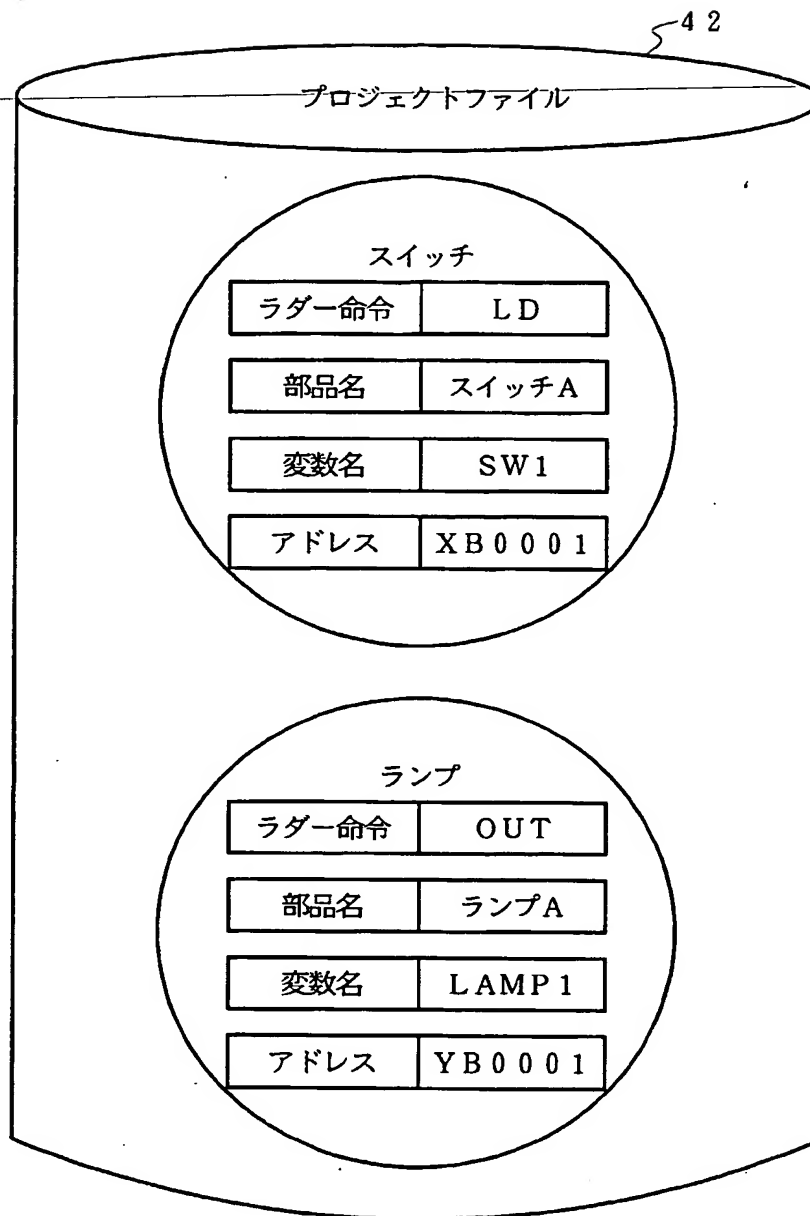 ４２
プロジェクトファイル
スイッチ
ラダー命令 ＬＤ
部品名 スイッチＡ
変数名 ＳＷ１
アドレス ＸＢ０００１
ランプ
ラダー命令 ＯＵＴ
部品名 ランプＡ
変数名 ＬＡＭＰ１
アドレス ＹＢ０００１